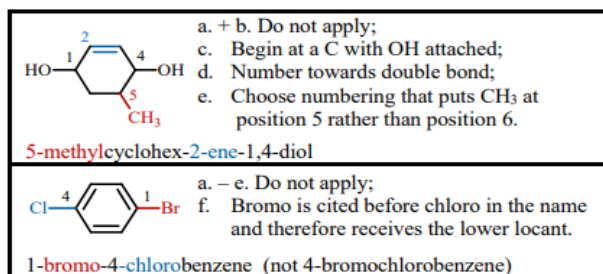 a. + b. Do not apply;
c. Begin at a C with OH attached;
d. Number towards double bond;
e. Choose numbering that puts CH₃ at
position 5 rather than position 6.
HO
1
2
4
OH
5
CH₃
5-methylcyclohex-2-ene-1,4-diol
a. – e. Do not apply;
f. Bromo is cited before chloro in the name
and therefore receives the lower locant.
Cl
4
1
Br
1-bromo-4-chlorobenzene (not 4-bromochlorobenzene)